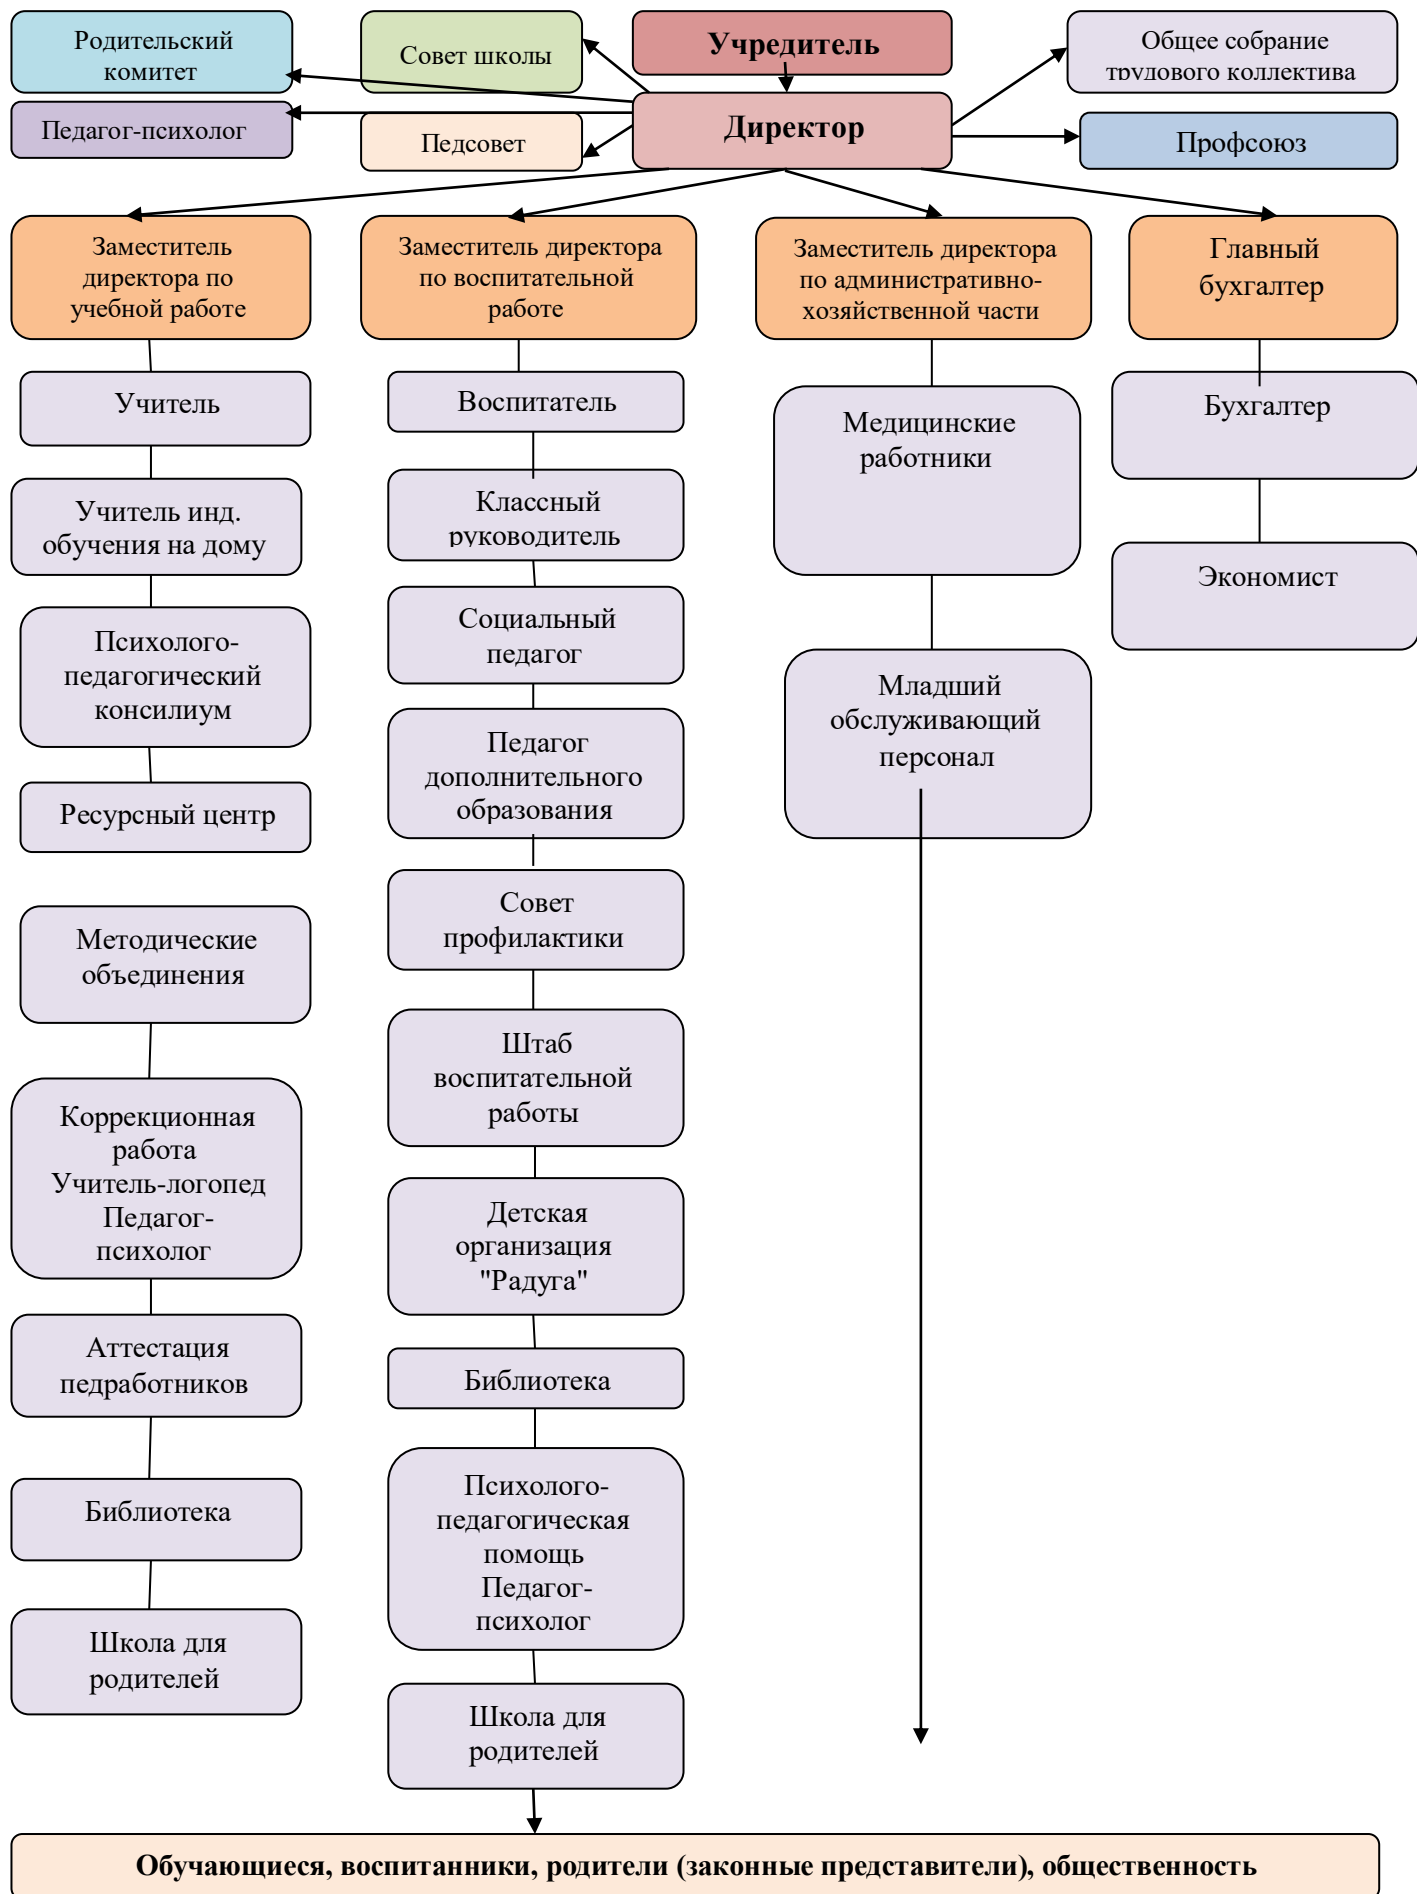 Родительский
комитет
Совет школы
Учредитель
Общее собрание
трудового коллектива
Педагог-психолог
Педсовет
Директор
Профсоюз
Заместитель
директора по
учебной работе
Заместитель директора
по воспитательной
работе
Заместитель директора
по административно-
хозяйственной части
Главный
бухгалтер
Учитель
Учитель инд.
обучения на дому
Психолого-
педагогический
консилиум
Ресурсный центр
Методические
объединения
Коррекционная
работа
Учитель-логопед
Педагог-
психолог
Аттестация
педработников
Библиотека
Школа для
родителей
Воспитатель
Классный
руководитель
Социальный
педагог
Педагог
дополнительного
образования
Совет
профилактики
Штаб
воспитательной
работы
Детская
организация
"Радуга"
Библиотека
Психолого-
педагогическая
помощь
Педагог-
психолог
Школа для
родителей
Медицинские
работники
Младший
обслуживающий
персонал
Бухгалтер
Экономист
Обучающиеся, воспитанники, родители (законные представители), общественность